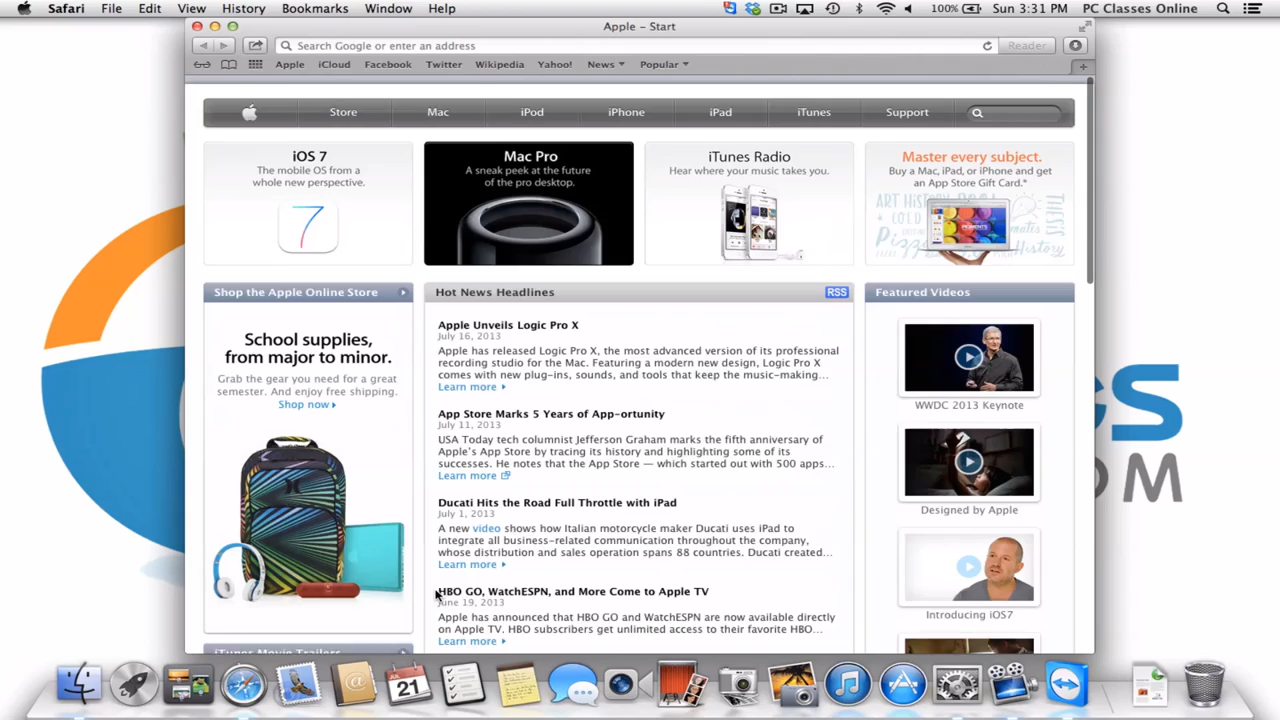 Safari File Edit View History Bookmarks Window Help 100% Sun 3:31 PM PC Classes Online
Apple – Start
Search Google or enter an address
Reader
Apple iCloud Facebook Twitter Wikipedia Yahoo! News Popular
Store Mac iPod iPhone iPad iTunes Support
iOS 7
The mobile OS from a
whole new perspective.
7
Mac Pro
A sneak peek at the future
of the pro desktop.
iTunes Radio
Hear where your music takes you.
Master every subject.
Buy a Mac, iPad, or iPhone and get
an App Store Gift Card.*
ART HISTORY
THESIS
History
Shop the Apple Online Store
School supplies,
from major to minor.
Grab the gear you need for a great
semester. And enjoy free shipping.
Shop now
iTunes Movie Trailers
Hot News Headlines RSS
Apple Unveils Logic Pro X
July 16, 2013
Apple has released Logic Pro X, the most advanced version of its professional
recording studio for the Mac. Featuring a modern new design, Logic Pro X
comes with new plug-ins, sounds, and tools that keep the music-making...
Learn more
App Store Marks 5 Years of App-ortunity
July 11, 2013
USA Today tech columnist Jefferson Graham marks the fifth anniversary of
Apple's App Store by tracing its history and highlighting some of its
successes. He notes that the App Store — which started out with 500 apps...
Learn more
Ducati Hits the Road Full Throttle with iPad
July 1, 2013
A new video shows how Italian motorcycle maker Ducati uses iPad to
integrate all business-related communication throughout the company,
whose distribution and sales operation spans 88 countries. Ducati created...
Learn more
HBO GO, WatchESPN, and More Come to Apple TV
June 19, 2013
Apple has announced that HBO GO and WatchESPN are now available directly
on Apple TV. HBO subscribers get unlimited access to their favorite HBO...
Learn more
Featured Videos
WWDC 2013 Keynote
Designed by Apple
Introducing iOS7
JUL
21